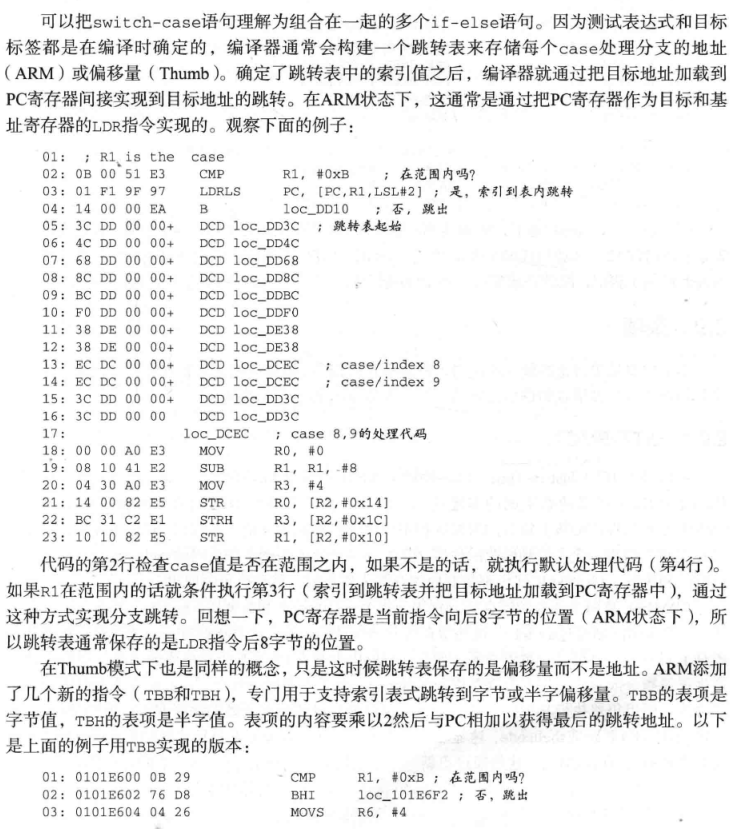 可以把switch-case语句理解为组合在一起的多个if-else语句。因为测试表达式和目标
标签都是在编译时确定的，编译器通常会构建一个跳转表来存储每个case处理分支的地址
（ARM）或偏移量（Thumb）。确定了跳转表中的索引值之后，编译器就通过把目标地址加载到
PC寄存器间接实现到目标地址的跳转。在ARM状态下，这通常是通过把PC寄存器作为目标和基
址寄存器的LDR指令实现的。观察下面的例子：
01: ; R1 is the case
02: 0B 00 51 E3 CMP R1, #0xB ; 在范围内吗?
03: 01 F1 9F 97 LDRLS PC, [PC,R1,LSL#2] ; 是，索引到表内跳转
04: 14 00 00 EA B loc_DD10 ; 否，跳出
05: 3C DD 00 00+ DCD loc_DD3C ; 跳转表起始
06: 4C DD 00 00+ DCD loc_DD4C
07: 68 DD 00 00+ DCD loc_DD68
08: 8C DD 00 00+ DCD loc_DD8C
09: BC DD 00 00+ DCD loc_DDBC
10: F0 DD 00 00+ DCD loc_DDF0
11: 38 DE 00 00+ DCD loc_DE38
12: 38 DE 00 00+ DCD loc_DE38
13: EC DC 00 00+ DCD loc_DCEC ; case/index 8
14: EC DC 00 00+ DCD loc_DCEC ; case/index 9
15: 3C DD 00 00+ DCD loc_DD3C
16: 3C DD 00 00 DCD loc_DD3C
17: loc_DCEC ; case 8,9的处理代码
18: 00 00 A0 E3 MOV R0, #0
19: 08 10 41 E2 SUB R1, R1, #8
20: 04 30 A0 E3 MOV R3, #4
21: 14 00 82 E5 STR R0, [R2,#0x14]
22: BC 31 C2 E1 STRH R3, [R2,#0x1C]
23: 10 10 82 E5 STR R1, [R2,#0x10]
代码的第2行检查case值是否在范围之内，如果不是的话，就执行默认处理代码（第4行）。
如果R1在范围内的话就条件执行第3行（索引到跳转表并把目标地址加载到PC寄存器中），通过
这种方式实现分支跳转。回想一下，PC寄存器是当前指令向后8字节的位置（ARM状态下），所
以跳转表通常保存的是LDR指令后8字节的位置。
在Thumb模式下也是同样的概念，只是这时候跳转表保存的是偏移量而不是地址。ARM添加
了几个新的指令（TBB和TBH），专门用于支持索引表式跳转到字节或半字偏移量。TBB的表项是
字节值，TBH的表项是半字值。表项的内容要乘以2然后与PC相加以获得最后的跳转地址。以下
是上面的例子用TBB实现的版本：
01: 0101E600 0B 29 CMP R1, #0xB ; 在范围内吗?
02: 0101E602 76 D8 BHI loc_101E6F2 ; 否，跳出
03: 0101E604 04 26 MOVS R6, #4